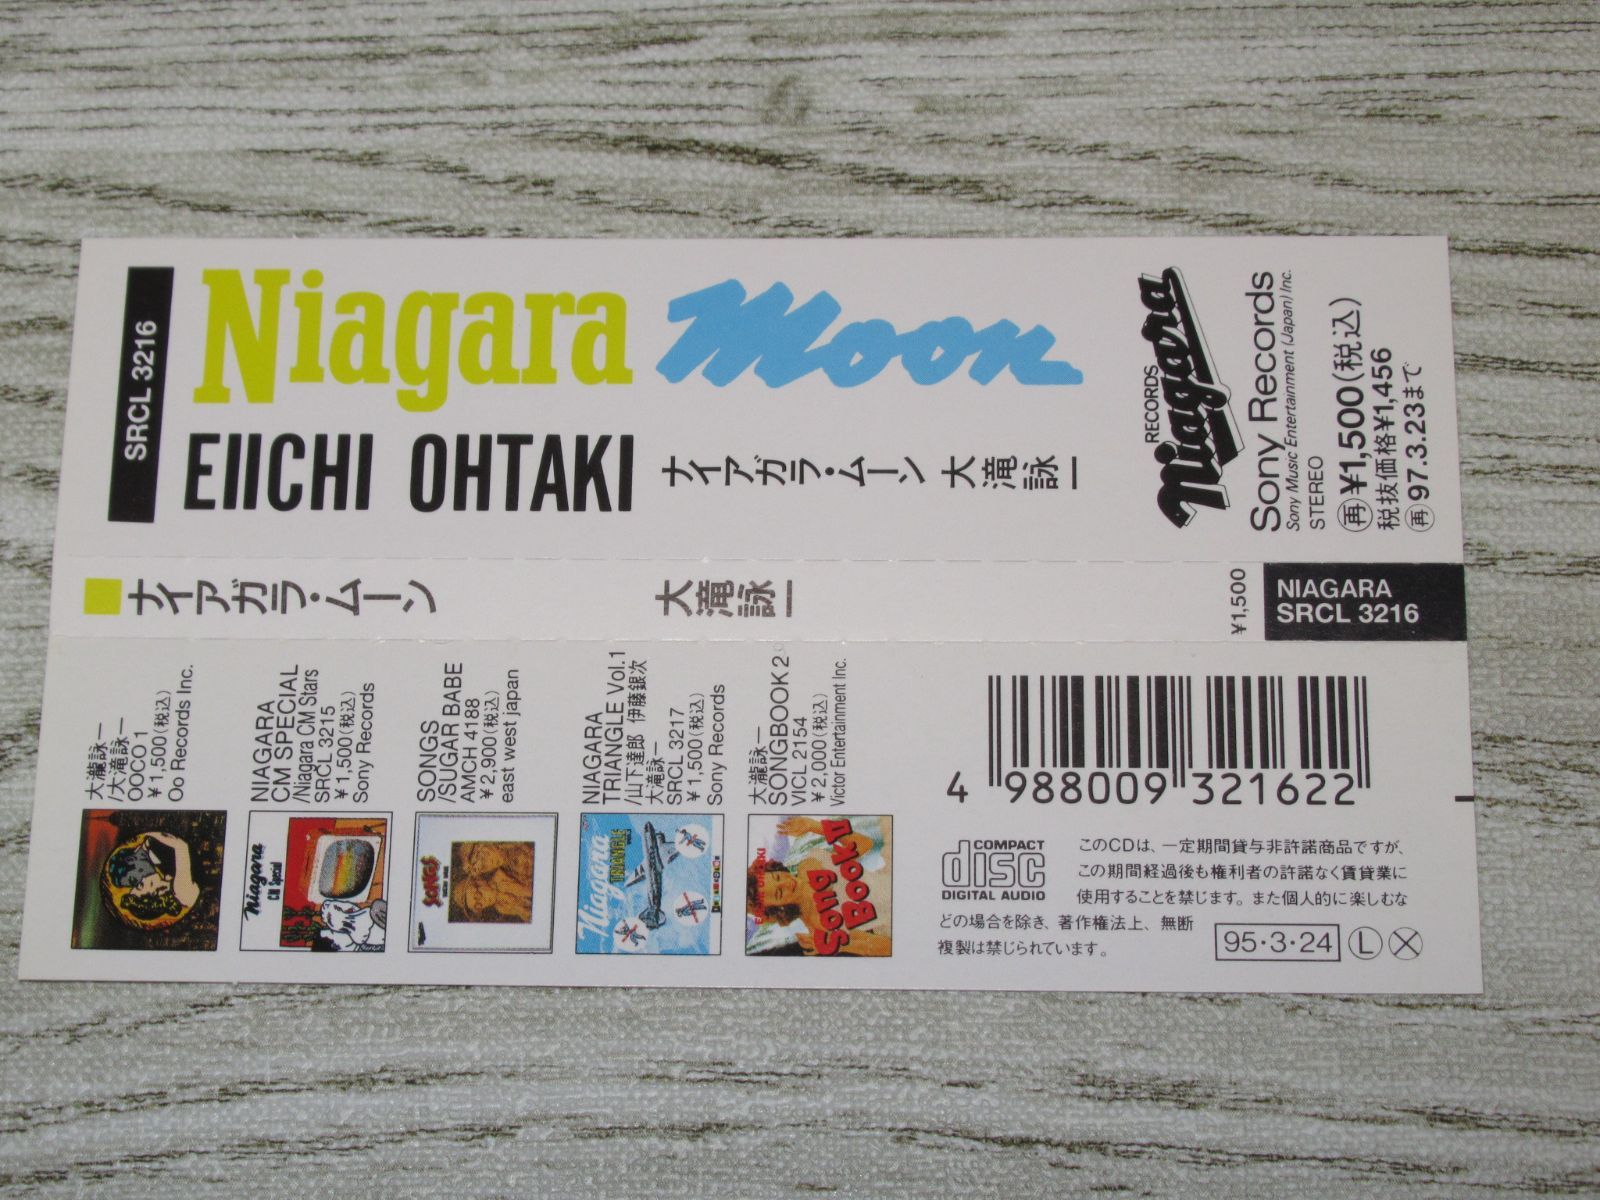 SRCL 3216
Niagara Moon
EIICHI OHTAKI
ナイアガラ・ムーン 大滝詠一
RECORDS
Niagara
Sony Records
Sony Music Entertainment (Japan) Inc.
STEREO
再¥1,500(税込)
税抜価格¥1,456
再97.3.23まで
ナイアガラ・ムーン 大滝詠一
¥1,500
NIAGARA
SRCL 3216
大瀧詠一
/大滝詠一
OOCO 1
¥1,500(税込)
Oo Records Inc.
NIAGARA
CM SPECIAL
/Niagara CM Stars
SRCL 3215
¥1,500(税込)
Sony Records
Niagara
CM Special
SONGS
/SUGAR BABE
AMCH 4188
¥2,900(税込)
east west japan
SONGS
NIAGARA
TRIANGLE Vol.1
/山下達郎 伊藤銀次
大滝詠一
SRCL 3217
¥1,500(税込)
Sony Records
Niagara
TRIANGLE
大瀧詠一
SONGBOOK 2
VICL 2154
¥2,000(税込)
Victor Entertainment Inc.
Song
Book II
4 988009 321622
COMPACT
disc
DIGITAL AUDIO
このCDは、一定期間貸与非許諾商品ですが、
この期間経過後も権利者の許諾なく賃貸業に
使用することを禁じます。また個人的に楽しむな
どの場合を除き、著作権法上、無断
複製は禁じられています。
95・3・24 L X